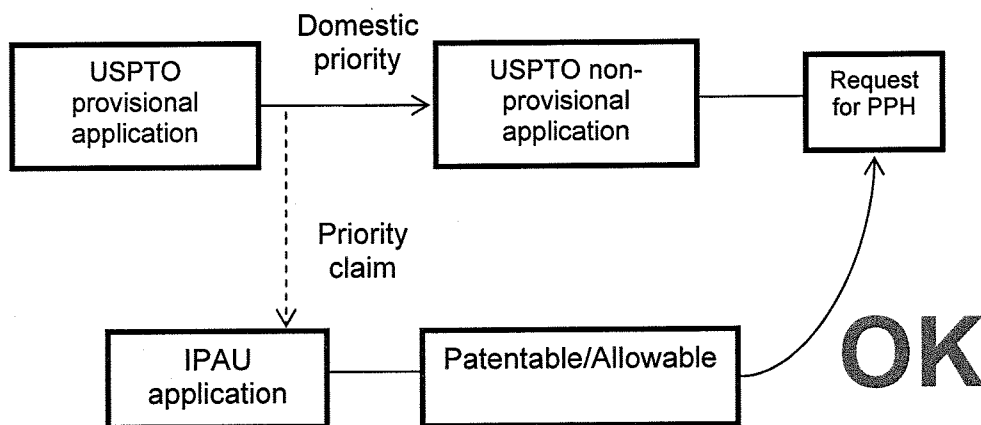 Domestic
priority
USPTO
provisional
application
USPTO non-
provisional
application
Request
for PPH
Priority
claim
IPAU
application
Patentable/Allowable
OK